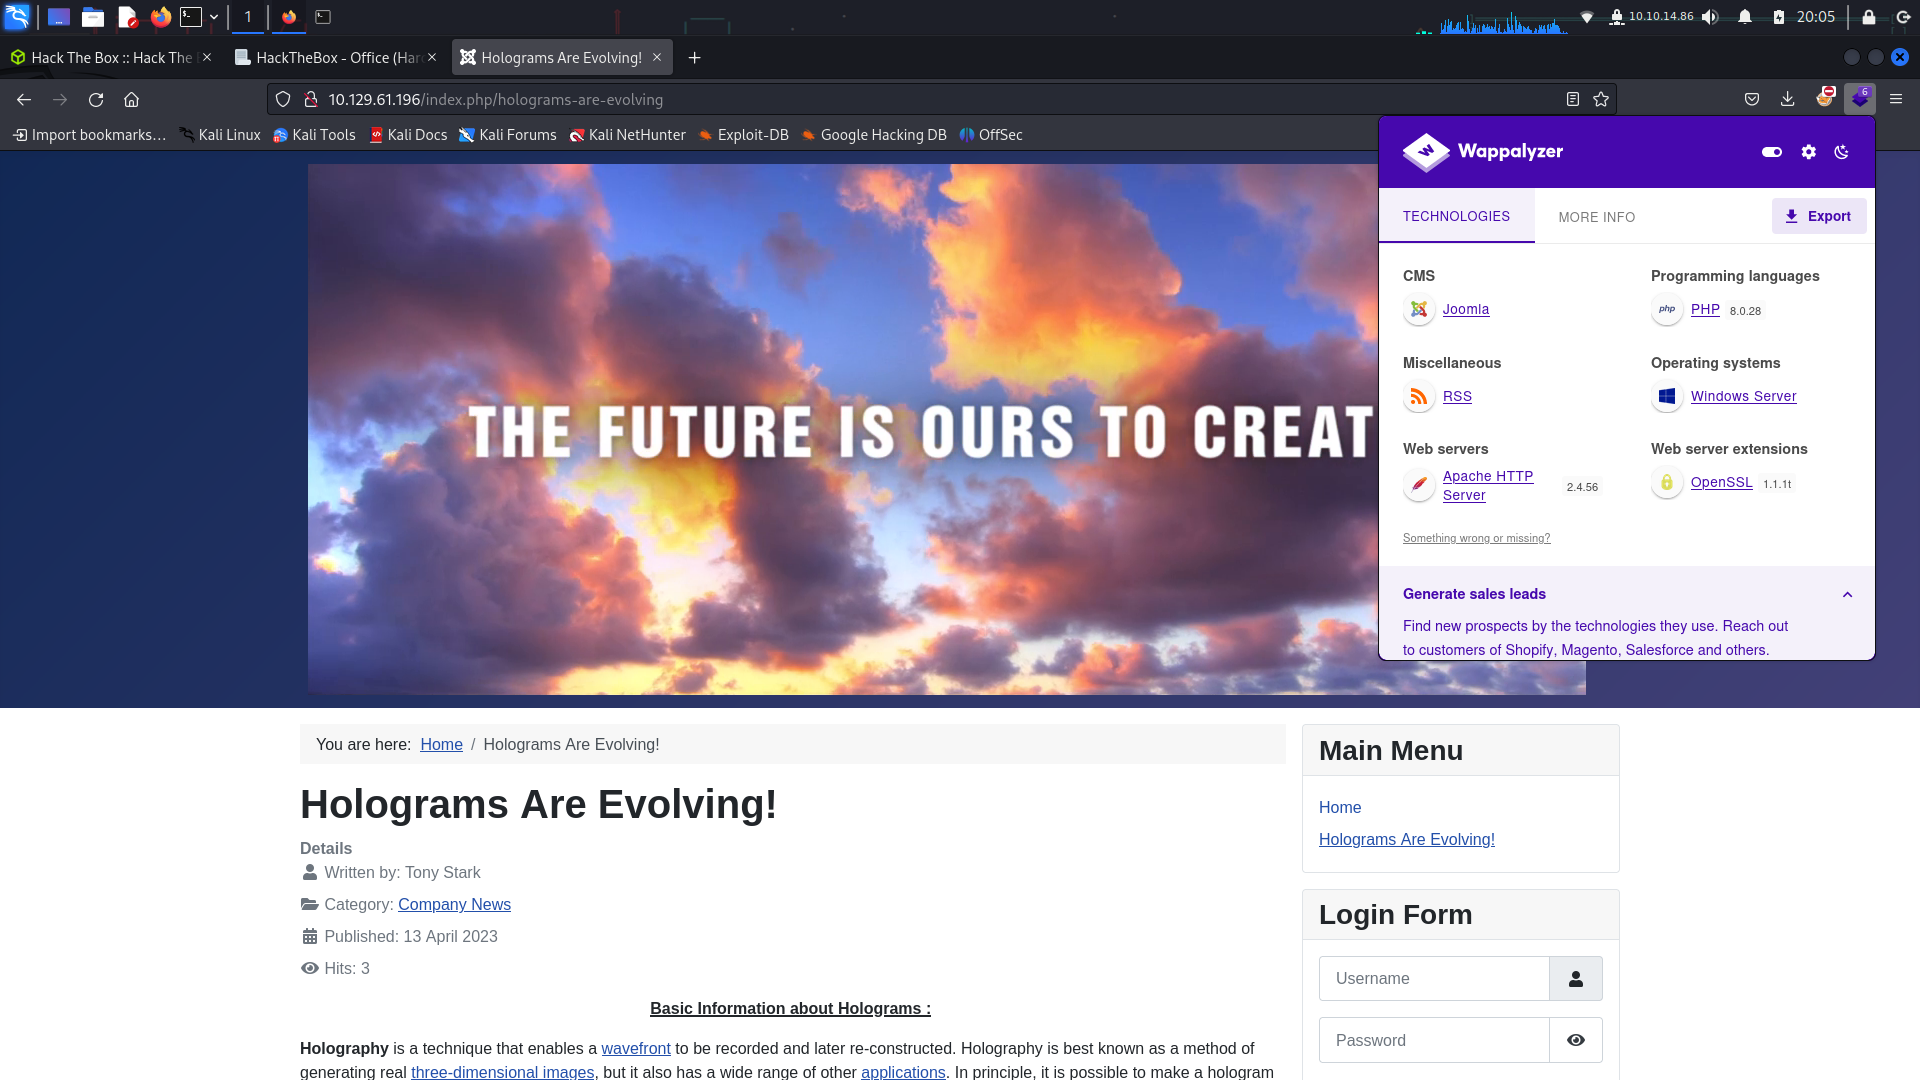 1
10.10.14.86
20:05
Hack The Box :: Hack The
HackTheBox - Office (Har
Holograms Are Evolving!
10.129.61.196/index.php/holograms-are-evolving
6
Import bookmarks...
Kali Linux
Kali Tools
Kali Docs
Kali Forums
Kali NetHunter
Exploit-DB
Google Hacking DB
OffSec
THE FUTURE IS OURS TO CREAT
Wappalyzer
TECHNOLOGIES
MORE INFO
Export
CMS
Joomla
Programming languages
php PHP 8.0.28
Miscellaneous
RSS
Operating systems
Windows Server
Web servers
Apache HTTP
Server
2.4.56
Web server extensions
OpenSSL 1.1.1t
Something wrong or missing?
Generate sales leads
Find new prospects by the technologies they use. Reach out
to customers of Shopify, Magento, Salesforce and others.
You are here: Home / Holograms Are Evolving!
Holograms Are Evolving!
Details
Written by: Tony Stark
Category: Company News
Published: 13 April 2023
Hits: 3
Basic Information about Holograms :
Holography is a technique that enables a wavefront to be recorded and later re-constructed. Holography is best known as a method of
generating real three-dimensional images, but it also has a wide range of other applications. In principle, it is possible to make a hologram
Main Menu
Home
Holograms Are Evolving!
Login Form
Username
Password